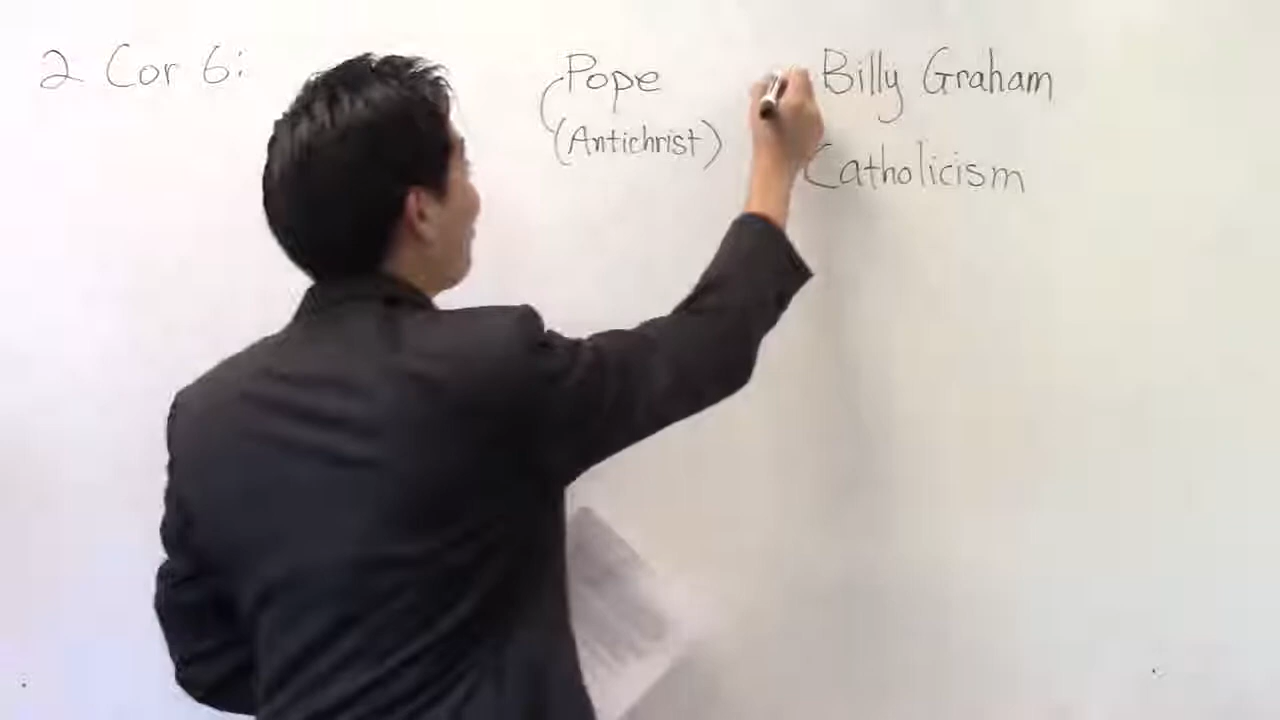 2 Cor 6:
Pope
(Antichrist)
Billy Graham
Catholicism